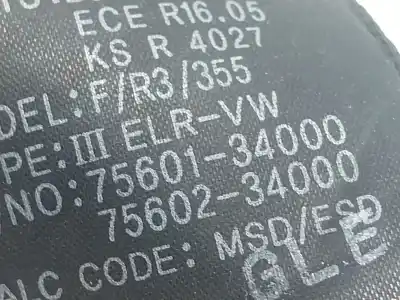 ECE R16.05
KS R 4027
DEL:F/R3/355
PE:III ELR-VW
/NO:75601-34000
75602-34000
ALC CODE: MSD/ESD
GLE